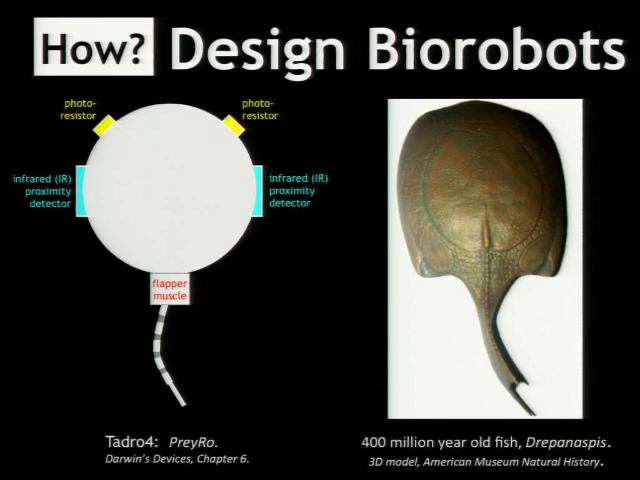 How? Design Biorobots
photo-
resistor
photo-
resistor
infrared (IR)
proximity
detector
infrared (IR)
proximity
detector
flapper
muscle
Tadro4: PreyRo.
Darwin's Devices, Chapter 6.
400 million year old fish, Drepanaspis.
3D model, American Museum Natural History.